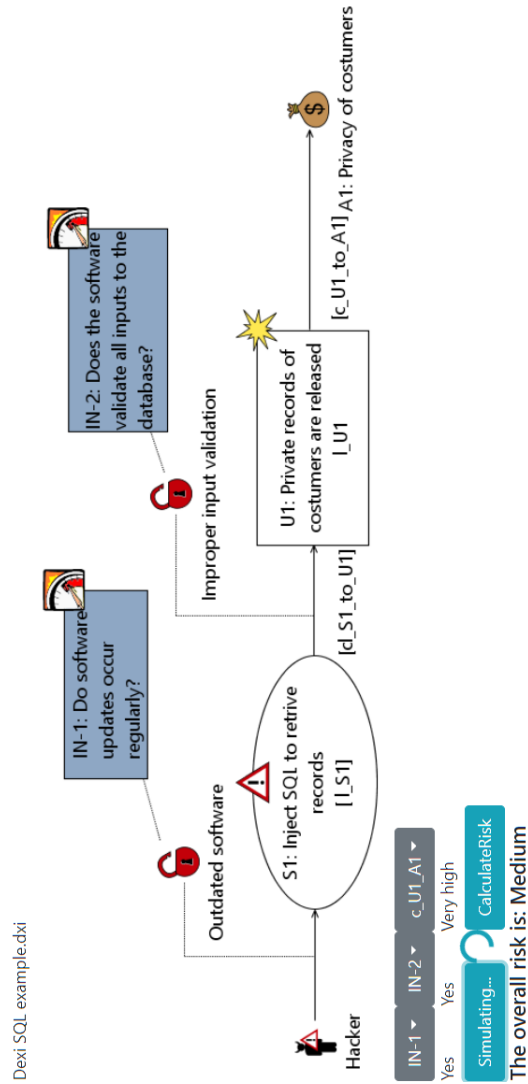 Dexi SQL example.dxi
IN-1: Do software
updates occur
regularly?
IN-2: Does the software
validate all inputs to the
database?
Outdated software
Improper input validation
Hacker
S1: Inject SQL to retrive
records
[l_S1]
[cl_S1_to_U1]
U1: Private records of
costumers are released
l_U1
[c_U1_to_A1]
A1: Privacy of costumers
$
IN-1 IN-2 c_U1_A1
Yes Yes Very high
Simulating... CalculateRisk
The overall risk is: Medium